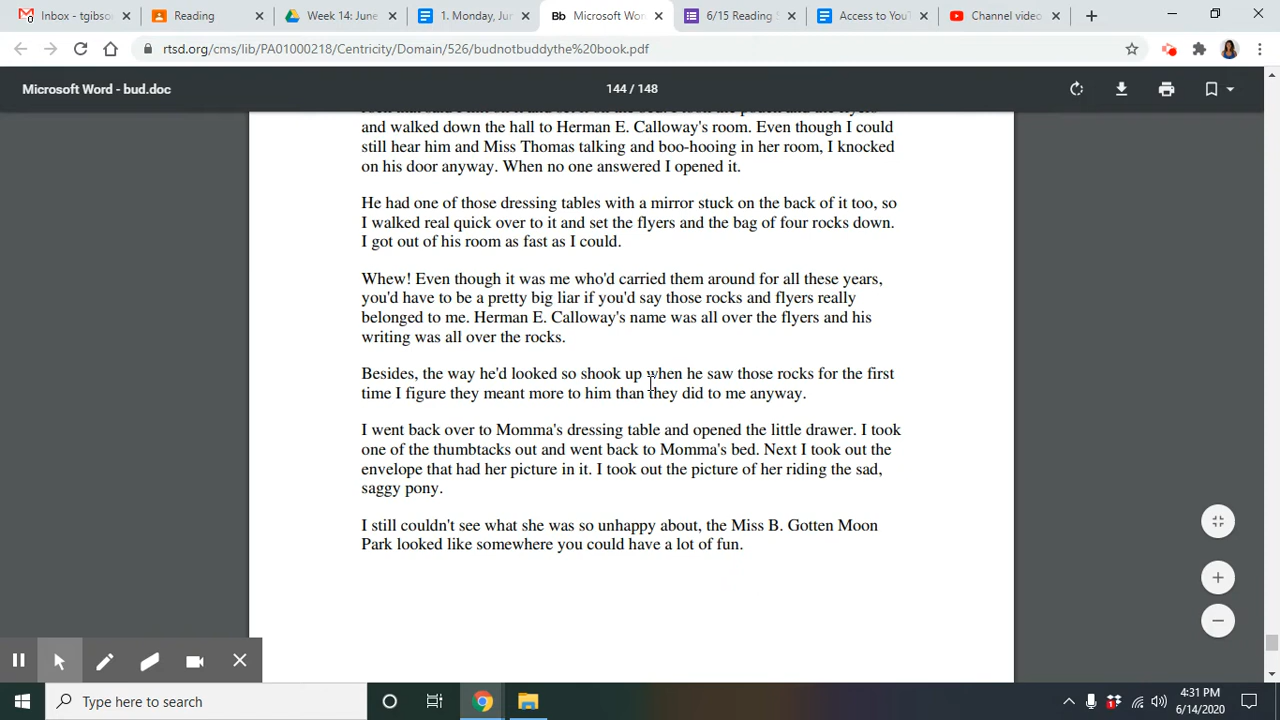 Inbox - tgibsor
Reading
Week 14: June
1. Monday, Ju
Bb Microsoft Wor
6/15 Reading
Access to You
Channel video
rtsd.org/cms/lib/PA01000218/Centricity/Domain/526/budnotbuddythe%20book.pdf
Microsoft Word - bud.doc
144 / 148
and walked down the hall to Herman E. Calloway's room. Even though I could
still hear him and Miss Thomas talking and boo-hooing in her room, I knocked
on his door anyway. When no one answered I opened it.
He had one of those dressing tables with a mirror stuck on the back of it too, so
I walked real quick over to it and set the flyers and the bag of four rocks down.
I got out of his room as fast as I could.
Whew! Even though it was me who'd carried them around for all these years,
you'd have to be a pretty big liar if you'd say those rocks and flyers really
belonged to me. Herman E. Calloway's name was all over the flyers and his
writing was all over the rocks.
Besides, the way he'd looked so shook up when he saw those rocks for the first
time I figure they meant more to him than they did to me anyway.
I went back over to Momma's dressing table and opened the little drawer. I took
one of the thumbtacks out and went back to Momma's bed. Next I took out the
envelope that had her picture in it. I took out the picture of her riding the sad,
saggy pony.
I still couldn't see what she was so unhappy about, the Miss B. Gotten Moon
Park looked like somewhere you could have a lot of fun.
Type here to search
4:31 PM
6/14/2020